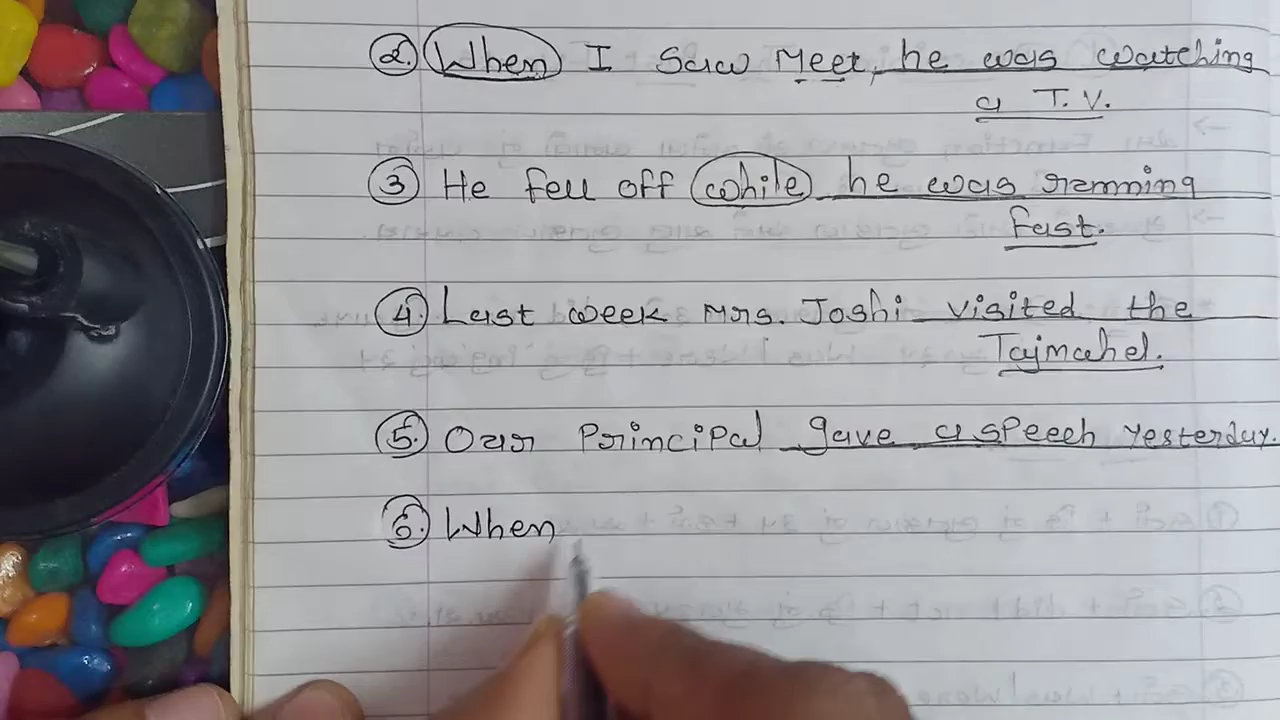 ② When I saw Meet, he was watching
a T.V.
③ He fell off while he was running
fast.
④ Last week Mrs. Joshi visited the
Tajmahel.
⑤ Our Principal gave a speech yesterday.
⑥ When